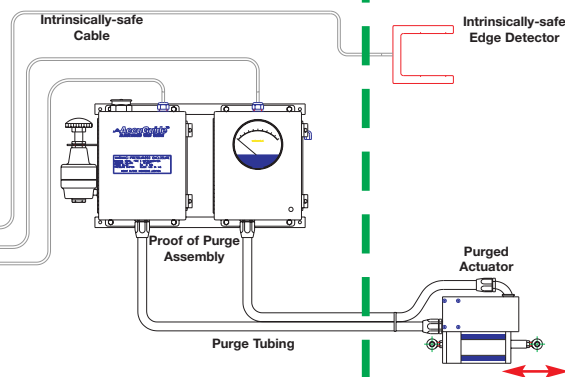 Intrinsically-safe
Cable
Intrinsically-safe
Edge Detector
AccuGuide
Proof of Purge
Assembly
Purged
Actuator
Purge Tubing